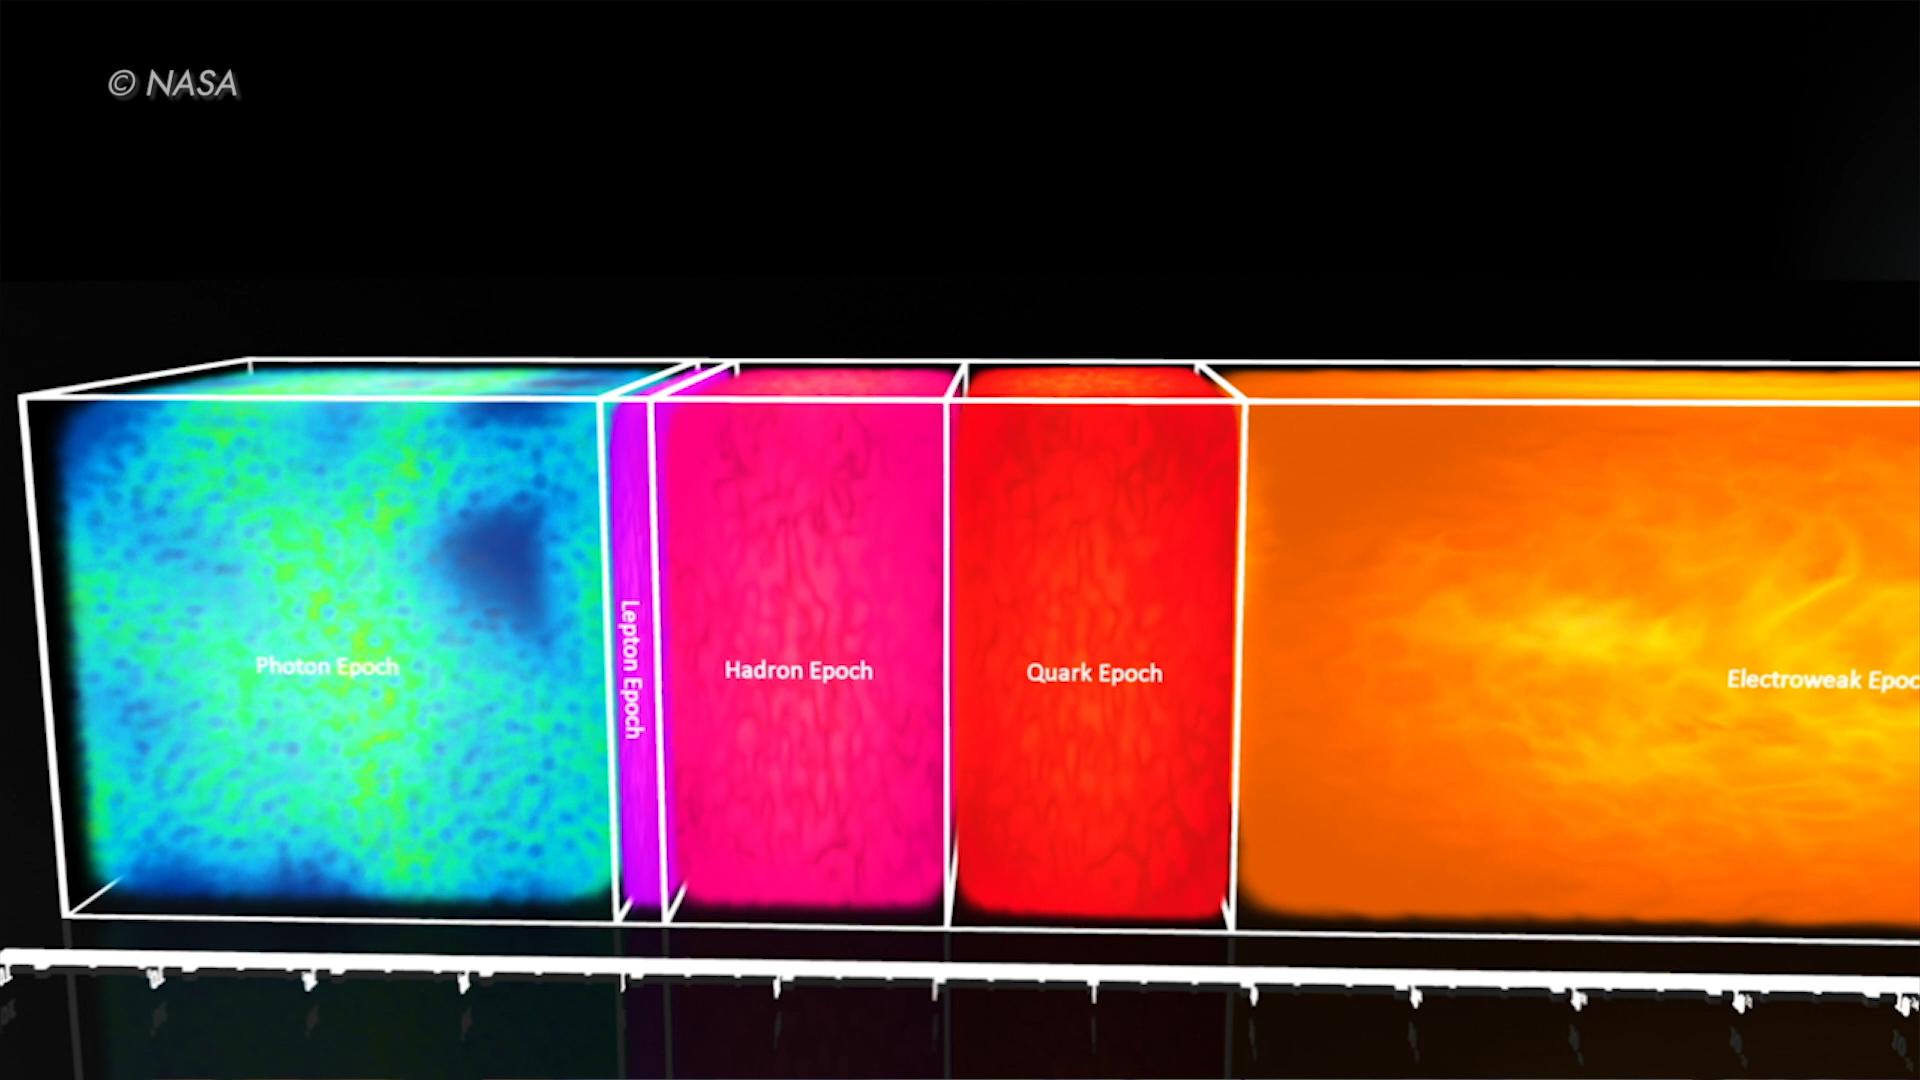 © NASA
Photon Epoch
Lepton Epoch
Hadron Epoch
Quark Epoch
Electroweak Epoc